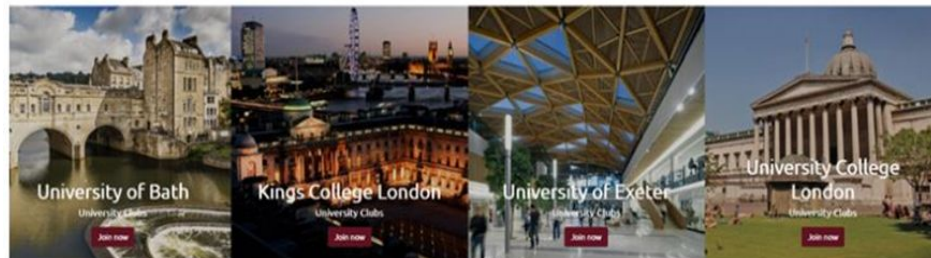 University of Bath
University Clubs
Join now
Kings College London
University Clubs
Join now
University of Exeter
University Clubs
Join now
University College
London
University Clubs
Join now